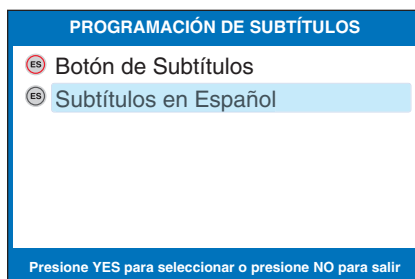 PROGRAMACIÓN DE SUBTÍTULOS
ES Botón de Subtítulos
ES Subtítulos en Español
Presione YES para seleccionar o presione NO para salir